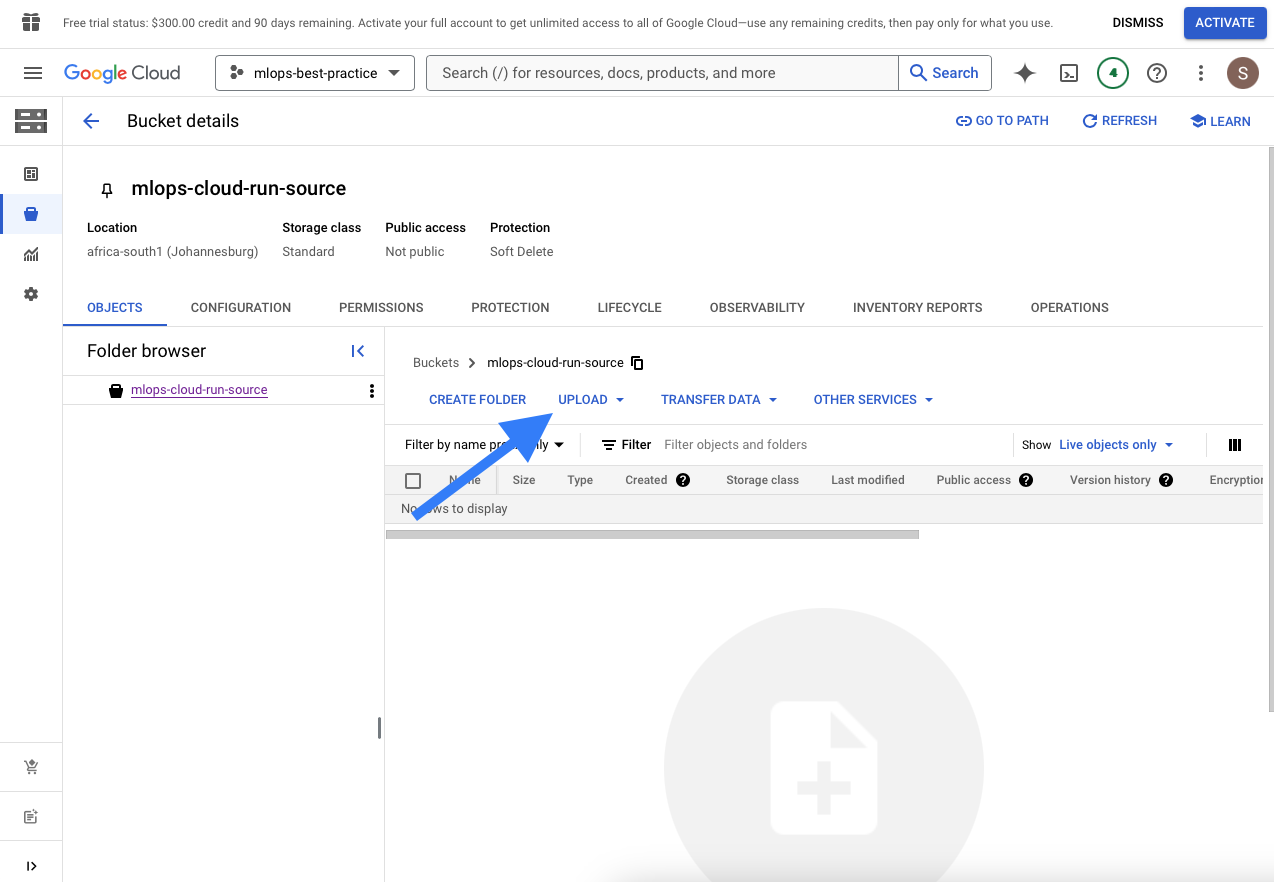 Free trial status: $300.00 credit and 90 days remaining. Activate your full account to get unlimited access to all of Google Cloud—use any remaining credits, then pay only for what you use.
DISMISS
ACTIVATE
Google Cloud
mlops-best-practice
Search (/) for resources, docs, products, and more
Search
4
S
Bucket details
GO TO PATH
REFRESH
LEARN
mlops-cloud-run-source
Location
Storage class
Public access
Protection
africa-south1 (Johannesburg)
Standard
Not public
Soft Delete
OBJECTS
CONFIGURATION
PERMISSIONS
PROTECTION
LIFECYCLE
OBSERVABILITY
INVENTORY REPORTS
OPERATIONS
Folder browser
mlops-cloud-run-source
Buckets
mlops-cloud-run-source
CREATE FOLDER
UPLOAD
TRANSFER DATA
OTHER SERVICES
Filter by name
Filter
Filter objects and folders
Show
Live objects only
Size
Type
Created
Storage class
Last modified
Public access
Version history
Encryption
to display